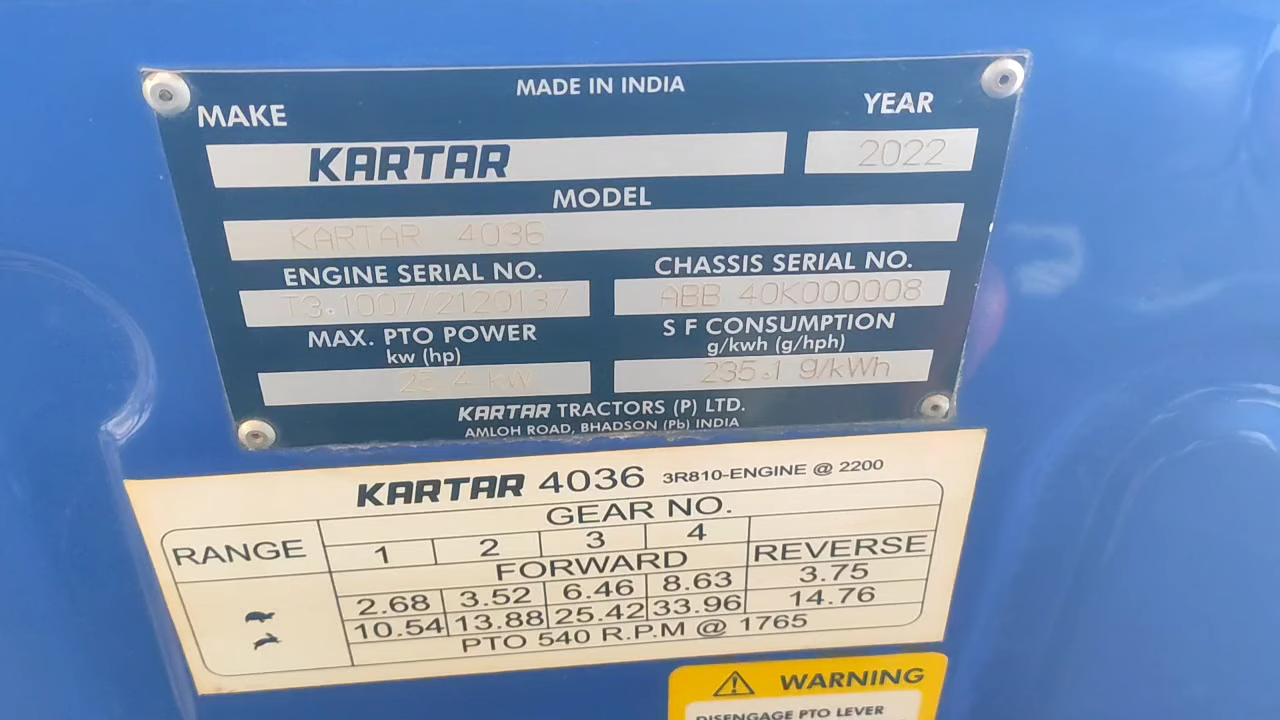 MADE IN INDIA
MAKE
YEAR
KARTAR
2022
MODEL
KARTAR 4036
ENGINE SERIAL NO.
CHASSIS SERIAL NO.
T3.1007/2120137
ABB 40K000008
MAX. PTO POWER
kw (hp)
S F CONSUMPTION
g/kwh (g/hph)
kW
235.1 g/kWh
KARTAR TRACTORS (P) LTD.
AMLOH ROAD, BHADSON (Pb) INDIA
KARTAR 4036 3R810-ENGINE @ 2200
RANGE
GEAR NO.
1 2 3 4
FORWARD
REVERSE
2.68 3.52 6.46 8.63 3.75
10.54 13.88 25.42 33.96 14.76
PTO 540 R.P.M @ 1765
WARNING
DISENGAGE PTO LEVER